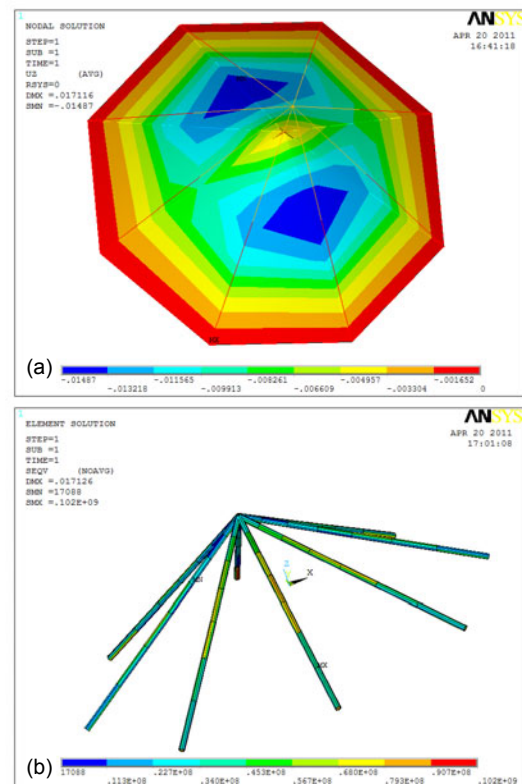 1
NODAL SOLUTION
ANSYS
STEP=1
SUB =1
TIME=1
UZ (AVG)
RSYS=0
DMX =.017116
SMN =-.01487
APR 20 2011
16:41:18
MX
(a)
-.01487 -.011565 -.008261 -.004957 -.001652
-.013218 -.009913 -.006609 -.003304 0
1
ELEMENT SOLUTION
ANSYS
STEP=1
SUB =1
TIME=1
SEQV (NOAVG)
DMX =.017126
SMN =17088
SMX =.102E+09
APR 20 2011
17:01:08
Z
X
MX
(b)
17088 .227E+08 .453E+08 .680E+08 .907E+08
.113E+08 .340E+08 .567E+08 .793E+08 .102E+09